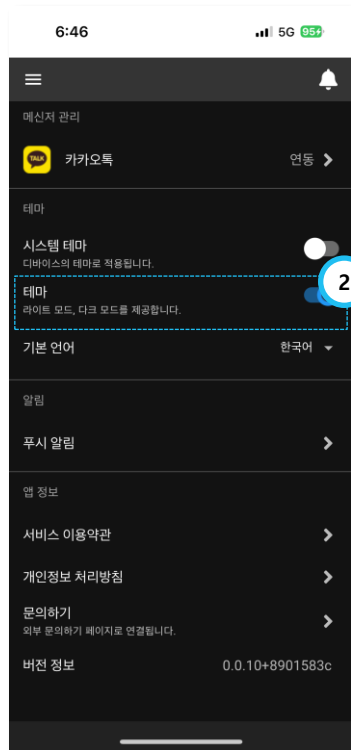 6:46
5G 95
메신저 관리
TALK 카카오톡 연동
테마
시스템 테마
디바이스의 테마로 적용됩니다.
테마
라이트 모드, 다크 모드를 제공합니다.
2
기본 언어 한국어
알림
푸시 알림
앱 정보
서비스 이용약관
개인정보 처리방침
문의하기
외부 문의하기 페이지로 연결됩니다.
버전 정보 0.0.10+8901583c